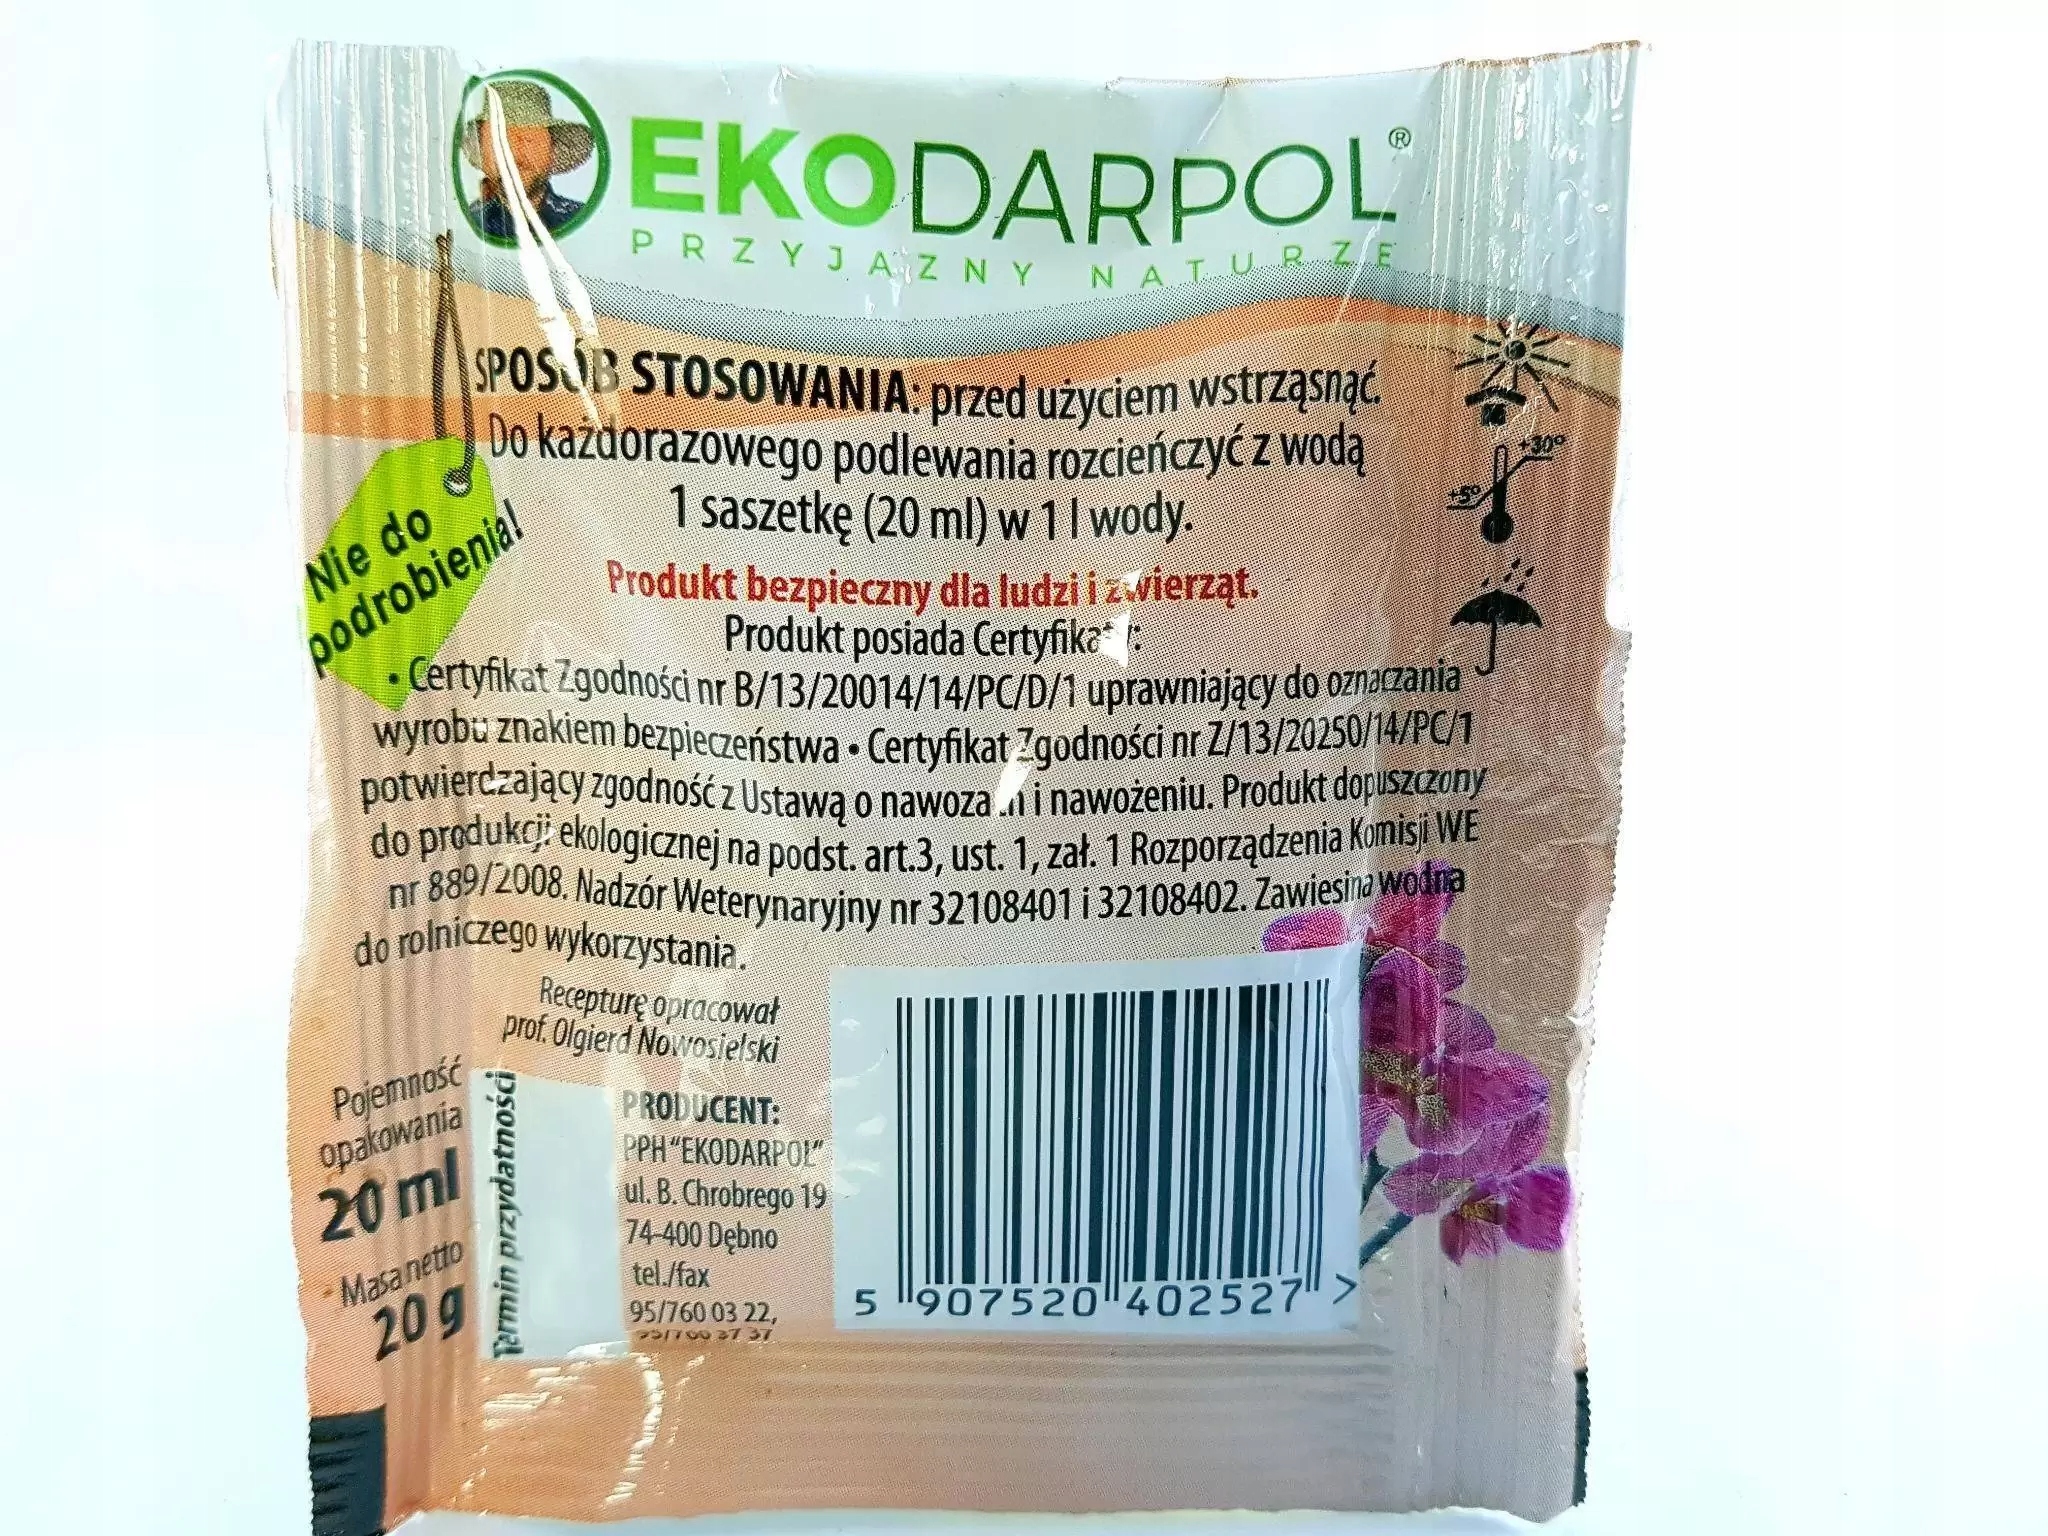 EKODARPOL®
PRZYJAZNY NATURZE
SPOSÓB STOSOWANIA: przed użyciem wstrząsnąć.
Do każdorazowego podlewania rozcieńczyć z wodą
1 saszetkę (20 ml) w 1 l wody.
+30°
+5°
Nie do
podrobienia!
Produkt bezpieczny dla ludzi i zwierząt.
Produkt posiada Certyfikaty:
• Certyfikat Zgodności nr B/13/20014/14/PC/D/1 uprawniający do oznaczania
wyrobu znakiem bezpieczeństwa • Certyfikat Zgodności nr Z/13/20250/14/PC/1
potwierdzający zgodność z Ustawą o nawozach i nawożeniu. Produkt dopuszczony
do produkcji ekologicznej na podst. art.3, ust. 1, zał. 1 Rozporządzenia Komisji WE
nr 889/2008. Nadzór Weterynaryjny nr 32108401 i 32108402. Zawiesina wodna
do rolniczego wykorzystania.
Recepturę opracował
prof. Olgierd Nowosielski
Pojemność
opakowania
20 ml
Masa netto
20 g
Termin przydatności
PRODUCENT:
PPH "EKODARPOL"
ul. B. Chrobrego 19
74-400 Dębno
tel./fax
95/760 03 22,
95/760 37 37
5 907520 402527 >